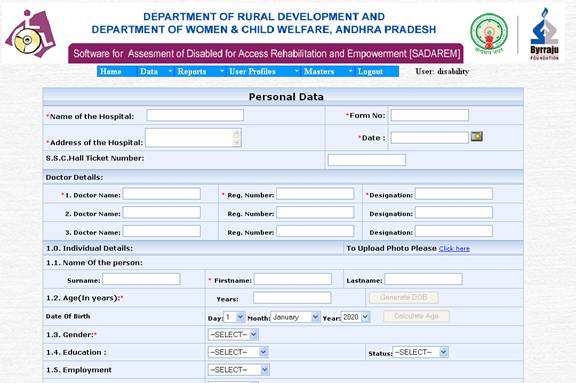 DEPARTMENT OF RURAL DEVELOPMENT AND
DEPARTMENT OF WOMEN & CHILD WELFARE, ANDHRA PRADESH
Software for Assesment of Disabled for Access Rehabilitation and Empowerment [SADAREM]
Byrraju
FOUNDATION
Home Data Reports User Profiles Masters Logout User: disability
Personal Data
*Name of the Hospital: *Form No:
*Address of the Hospital: *Date :
S.S.C.Hall Ticket Number:
Doctor Details:
*1. Doctor Name: * Reg. Number: *Designation:
2. Doctor Name: Reg. Number: Designation:
3. Doctor Name: Reg. Number: Designation:
1.0. Individual Details: To Upload Photo Please Click here
1.1. Name Of the person:
Surname: * Firstname: Lastname:
1.2. Age(In years):* Years: Generate DOB
Date Of Birth Day: 1 Month: January Year: 2020 Calculate Age
1.3. Gender:* --SELECT--
1.4. Education : --SELECT-- Status: --SELECT--
1.5. Employment --SELECT--